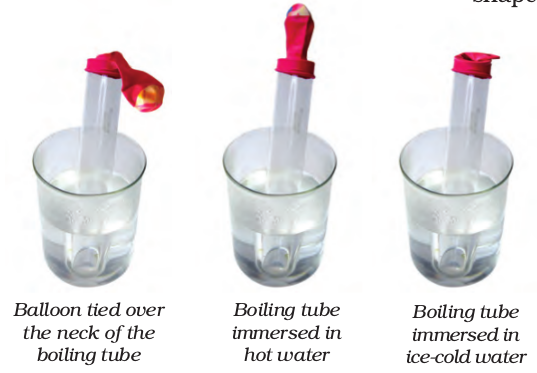 shape
Balloon tied over
the neck of the
boiling tube
Boiling tube
immersed in
hot water
Boiling tube
immersed in
ice-cold water